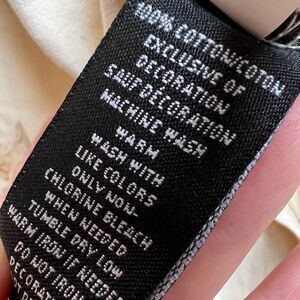 100% COTTON/COTON
EXCLUSIVE OF
DECORATION
SAUF DÉCORATION
MACHINE WASH
WARM
WASH WITH
LIKE COLORS
ONLY NON-
CHLORINE BLEACH
WHEN NEEDED
TUMBLE DRY LOW
WARM IRON IF NEEDED
DO NOT IRON
DECORATION